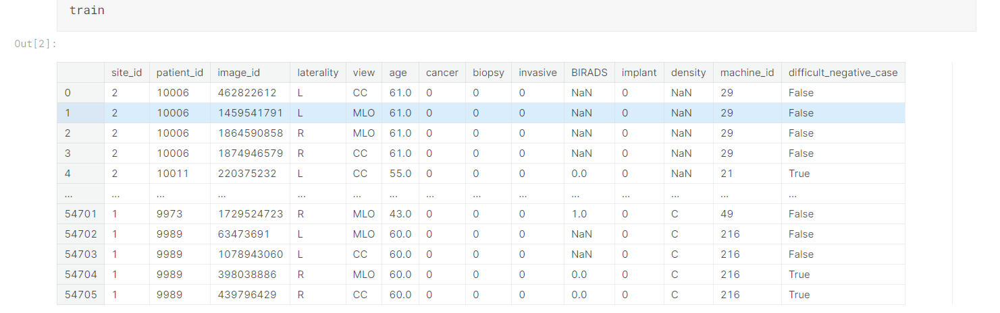 train
Out[2]:
site_id patient_id image_id laterality view age cancer biopsy invasive BIRADS implant density machine_id difficult_negative_case
0 2 10006 462822612 L CC 61.0 0 0 0 NaN 0 NaN 29 False
1 2 10006 1459541791 L MLO 61.0 0 0 0 NaN 0 NaN 29 False
2 2 10006 1864590858 R MLO 61.0 0 0 0 NaN 0 NaN 29 False
3 2 10006 1874946579 R CC 61.0 0 0 0 NaN 0 NaN 29 False
4 2 10011 220375232 L CC 55.0 0 0 0 0.0 0 NaN 21 True
... ... ... ... ... ... ... ... ... ... ... ... ... ... ...
54701 1 9973 1729524723 R MLO 43.0 0 0 0 1.0 0 C 49 False
54702 1 9989 63473691 L MLO 60.0 0 0 0 NaN 0 C 216 False
54703 1 9989 1078943060 L CC 60.0 0 0 0 NaN 0 C 216 False
54704 1 9989 398038886 R MLO 60.0 0 0 0 0.0 0 C 216 True
54705 1 9989 439796429 R CC 60.0 0 0 0 0.0 0 C 216 True